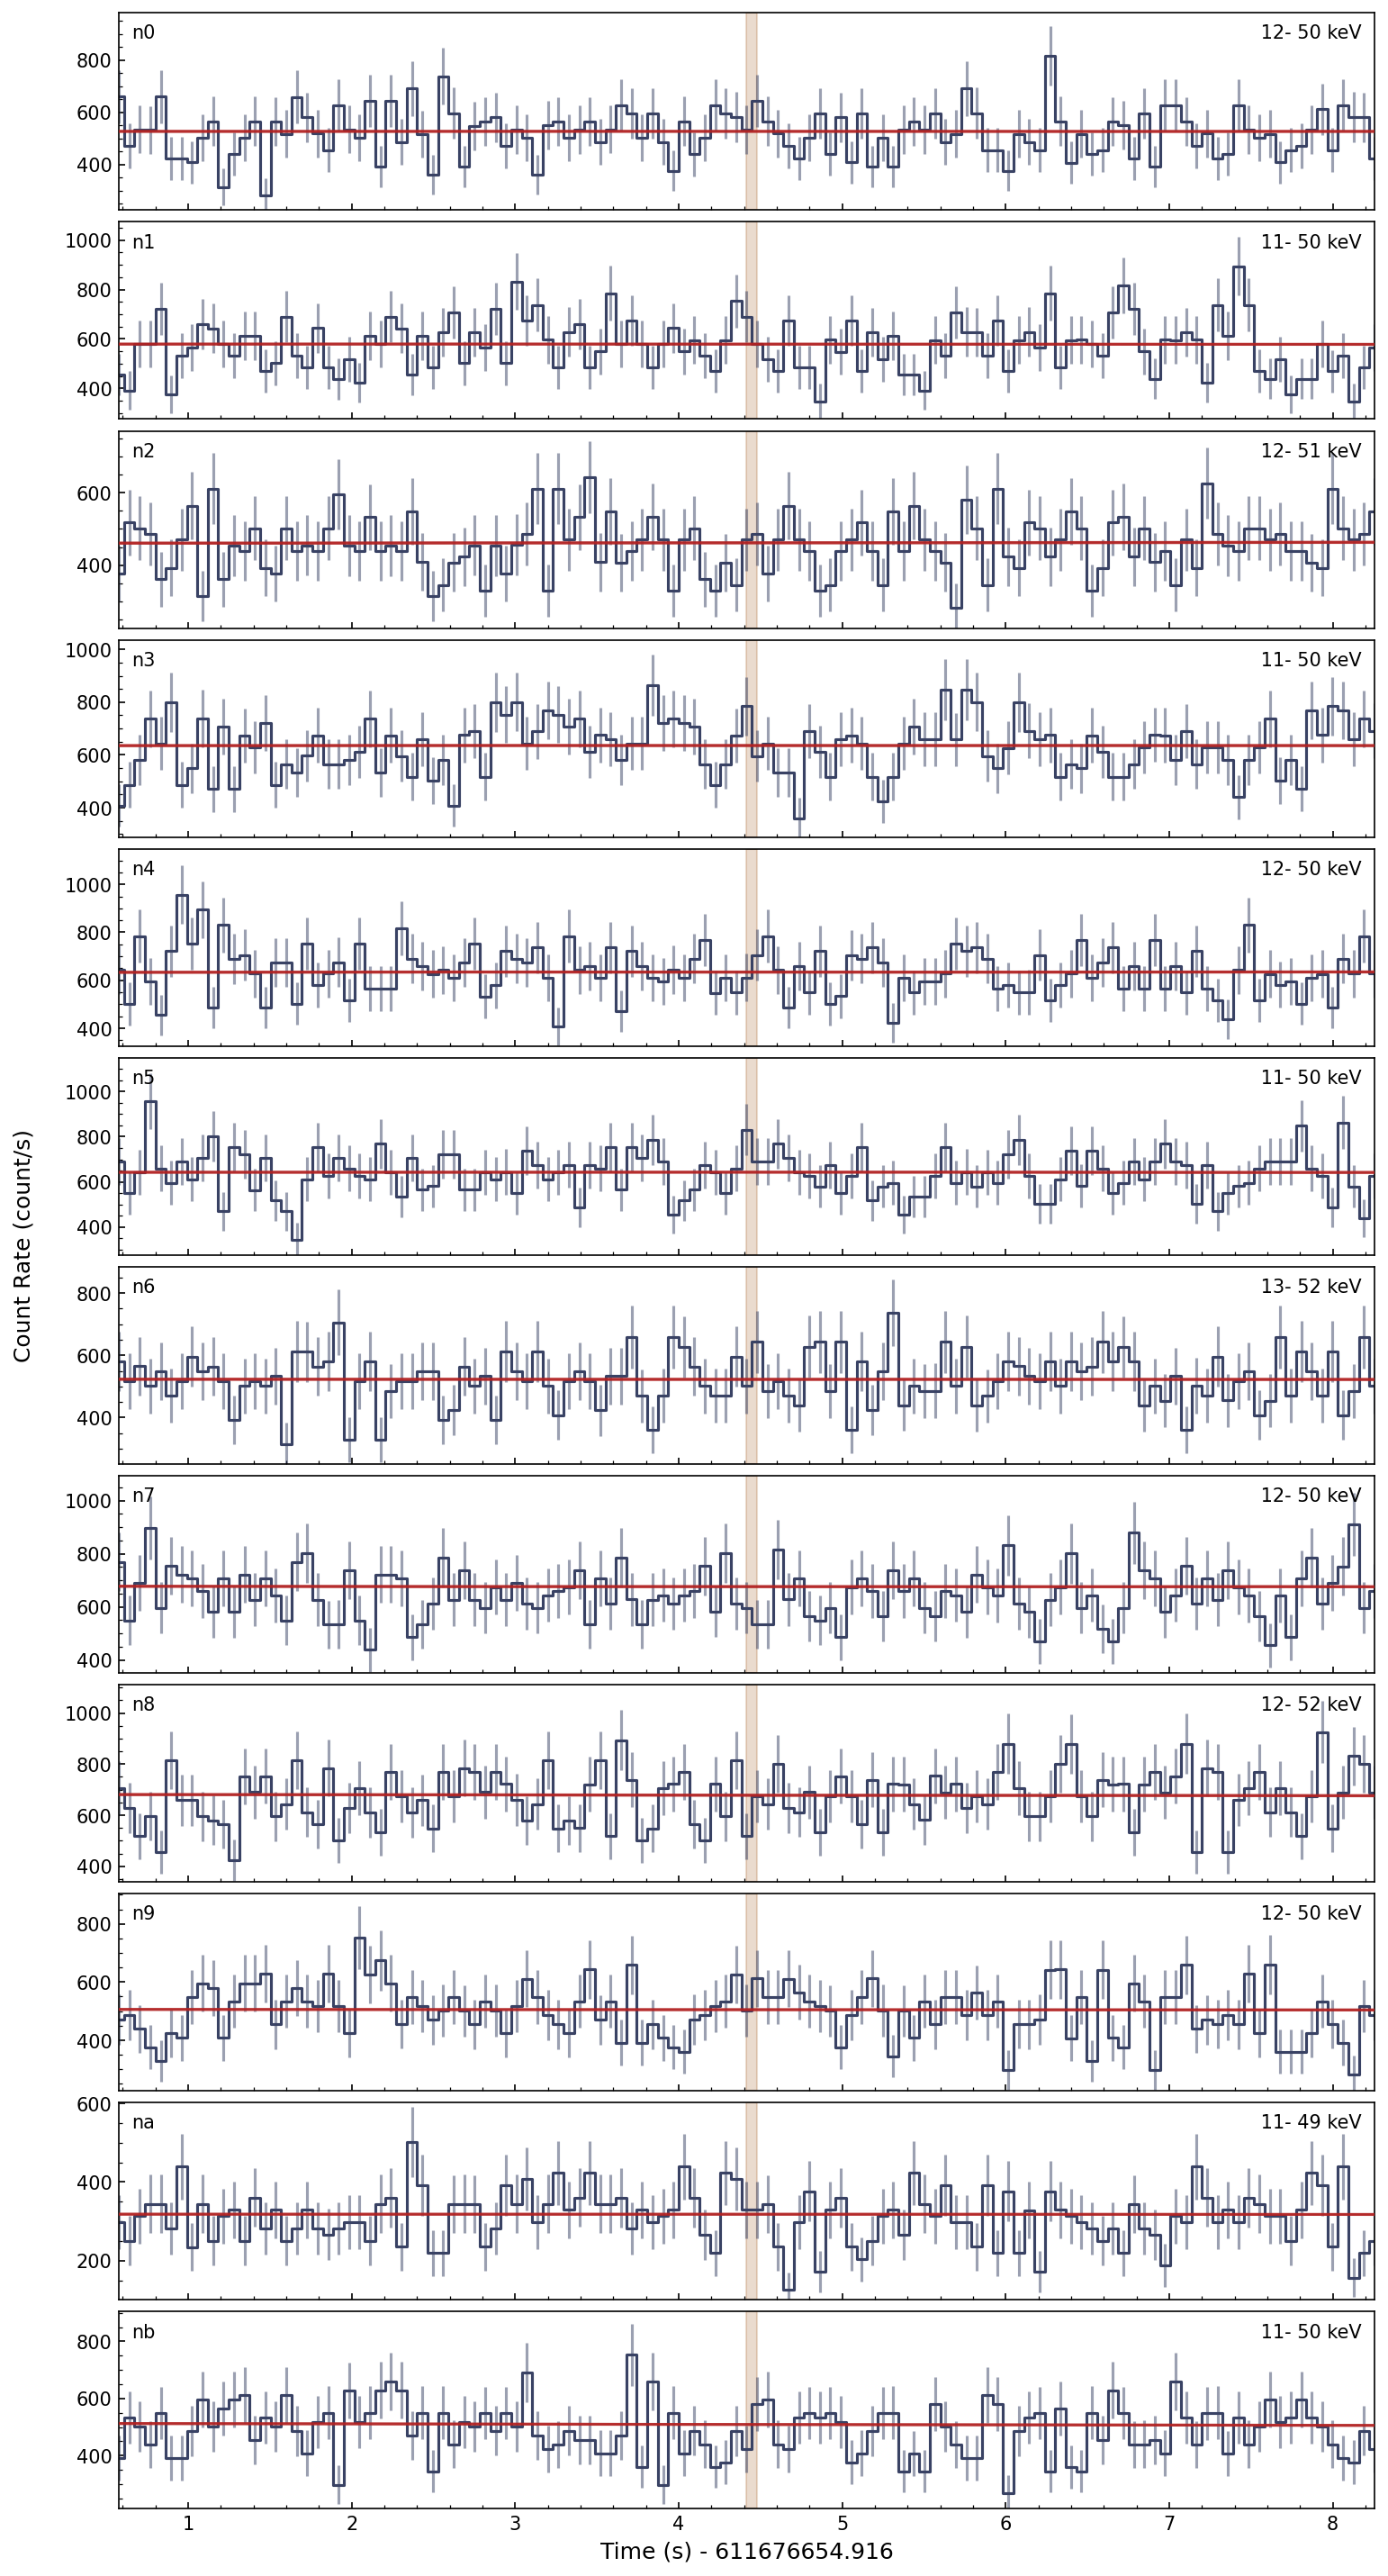 n0 12- 50 keV
800
600
400
n1 11- 50 keV
1000
800
600
400
n2 12- 51 keV
600
400
n3 11- 50 keV
1000
800
600
400
n4 12- 50 keV
1000
800
600
400
n5 11- 50 keV
1000
800
600
400
n6 13- 52 keV
800
600
400
n7 12- 50 keV
1000
800
600
400
n8 12- 52 keV
1000
800
600
400
n9 12- 50 keV
800
600
400
na 11- 49 keV
600
400
200
nb 11- 50 keV
800
600
400
1 2 3 4 5 6 7 8
Time (s) - 611676654.916
Count Rate (count/s)